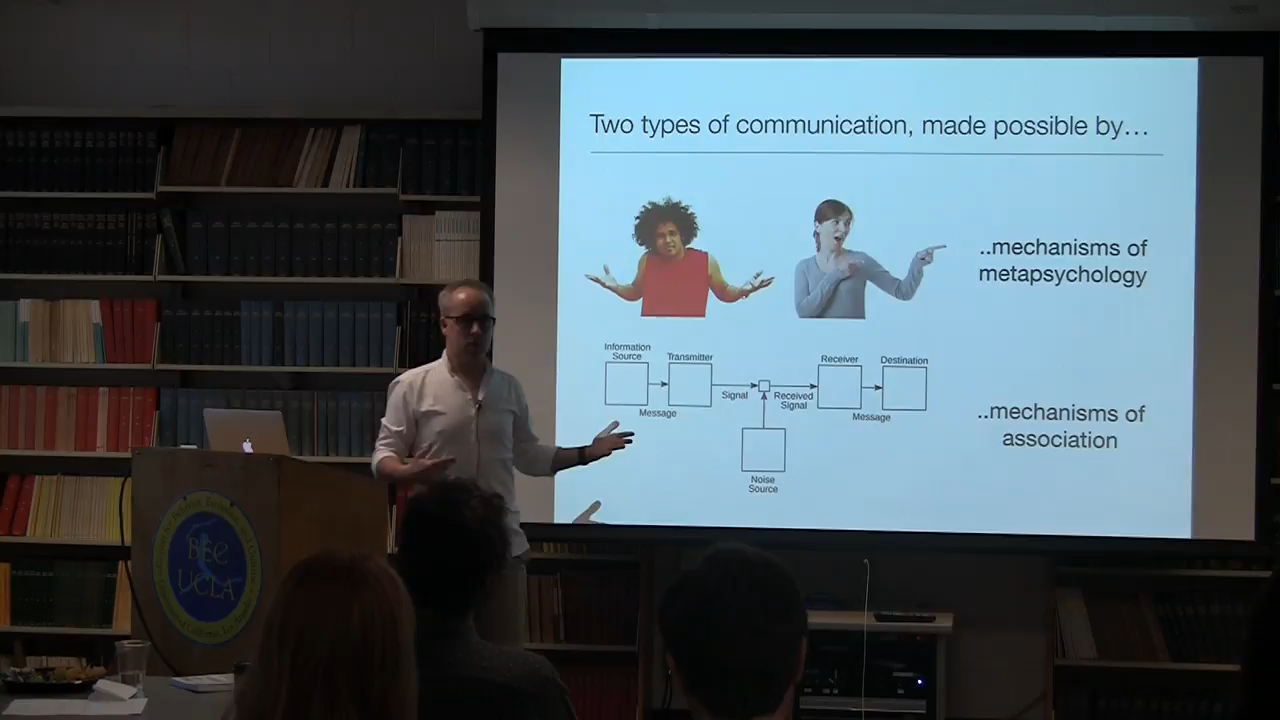 Two types of communication, made possible by…
..mechanisms of
metapsychology
Information
Source
Transmitter
Receiver
Destination
Message
Signal
Received
Signal
Message
Noise
Source
..mechanisms of
association
BEC
UCLA